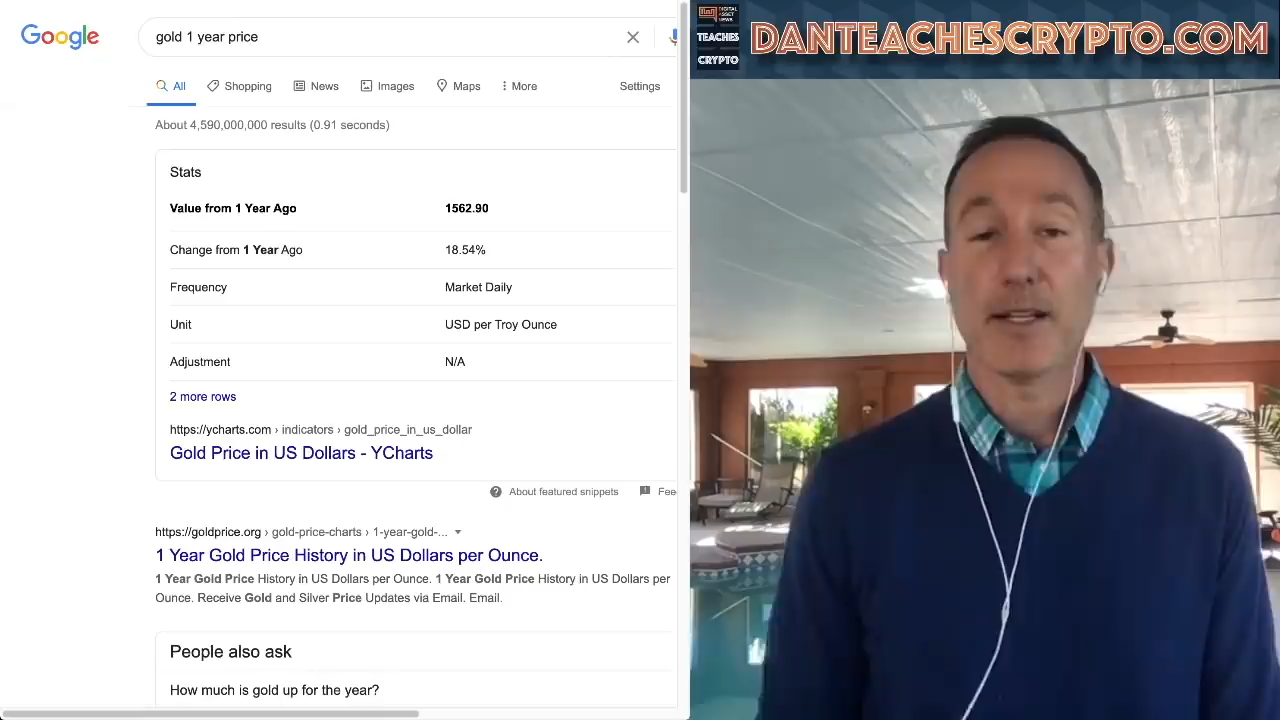 Google
gold 1 year price
All
Shopping
News
Images
Maps
More
Settings
About 4,590,000,000 results (0.91 seconds)
Stats
Value from 1 Year Ago 1562.90
Change from 1 Year Ago 18.54%
Frequency Market Daily
Unit USD per Troy Ounce
Adjustment N/A
2 more rows
https://ycharts.com › indicators › gold_price_in_us_dollar
Gold Price in US Dollars - YCharts
About featured snippets
Fee
https://goldprice.org › gold-price-charts › 1-year-gold-...
1 Year Gold Price History in US Dollars per Ounce.
1 Year Gold Price History in US Dollars per Ounce. 1 Year Gold Price History in US Dollars per
Ounce. Receive Gold and Silver Price Updates via Email. Email.
People also ask
How much is gold up for the year?
DIGITAL
ASSET
NEWS
TEACHES
CRYPTO
DANTEACHESCRYPTO.COM